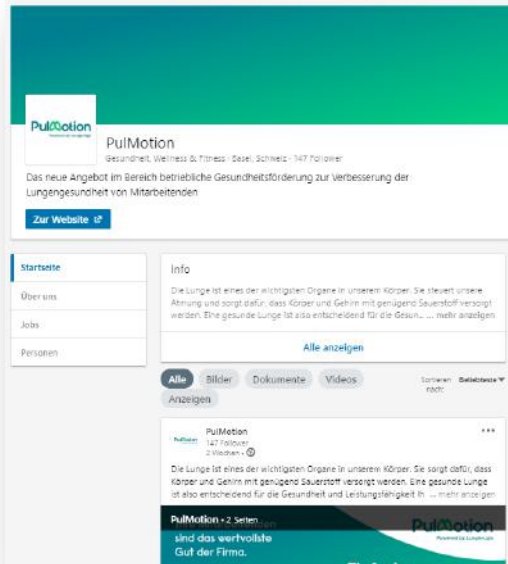 PulMotion
PulMotion
Gesundheit, Wellness & Fitness · Basel, Schweiz · 147 Follower
Das neue Angebot im Bereich betriebliche Gesundheitsförderung zur Verbesserung der
Lungengesundheit von Mitarbeitenden
Zur Website
Startseite
Über uns
Jobs
Personen
Info
Die Lunge ist eines der wichtigsten Organe in unserem Körper. Sie steuert unsere
Atmung und sorgt dafür, dass Körper und Gehirn mit genügend Sauerstoff versorgt
werden. Eine gesunde Lunge ist also entscheidend für die Gesun... ... mehr anzeigen
Alle anzeigen
Alle Bilder Dokumente Videos
Anzeigen
Sortieren nach: Beliebteste
PulMotion
PulMotion
147 Follower
2 Wochen •
Die Lunge ist eines der wichtigsten Organe in unserem Körper. Sie sorgt dafür, dass
Körper und Gehirn mit genügend Sauerstoff versorgt werden. Eine gesunde Lunge
ist also entscheidend für die Gesundheit und Leistungsfähigkeit Ih ... mehr anzeigen
PulMotion • 2 Seiten
PulMotion
sind das wertvollste
Gut der Firma.